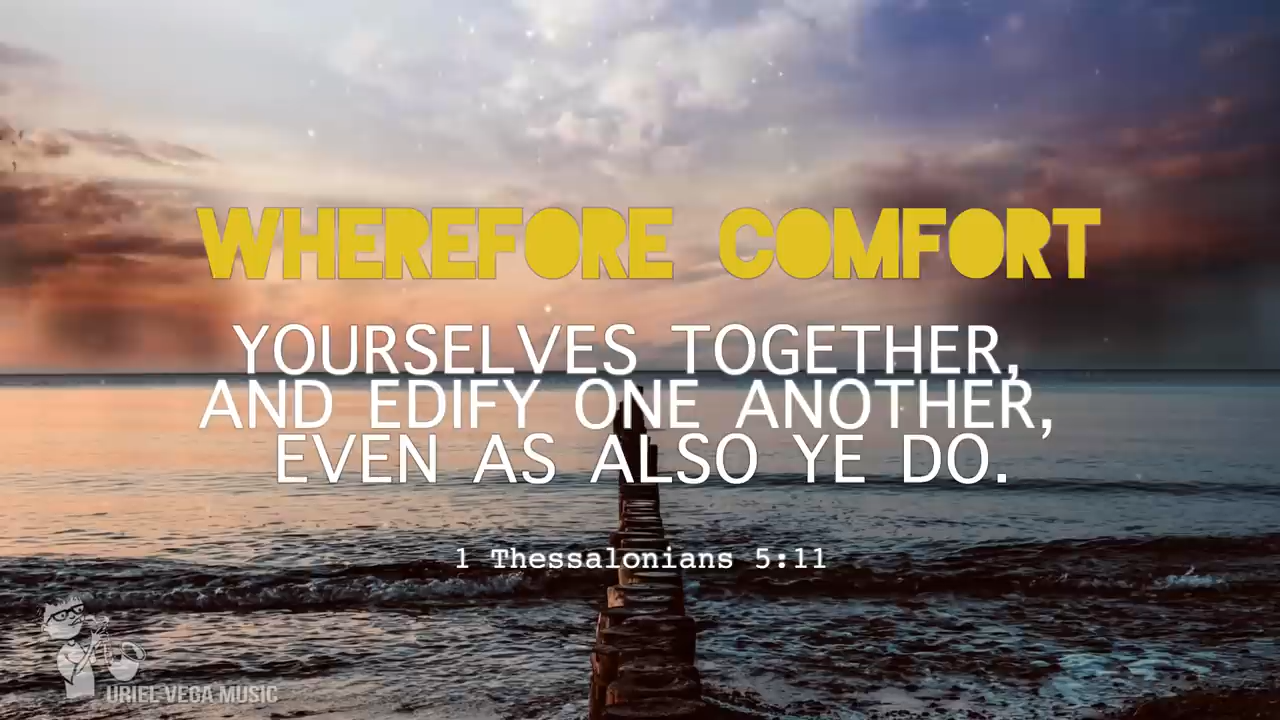 WHEREFORE COMFORT
YOURSELVES TOGETHER,
AND EDIFY ONE ANOTHER,
EVEN AS ALSO YE DO.
1 Thessalonians 5:11
URIEL VEGA MUSIC